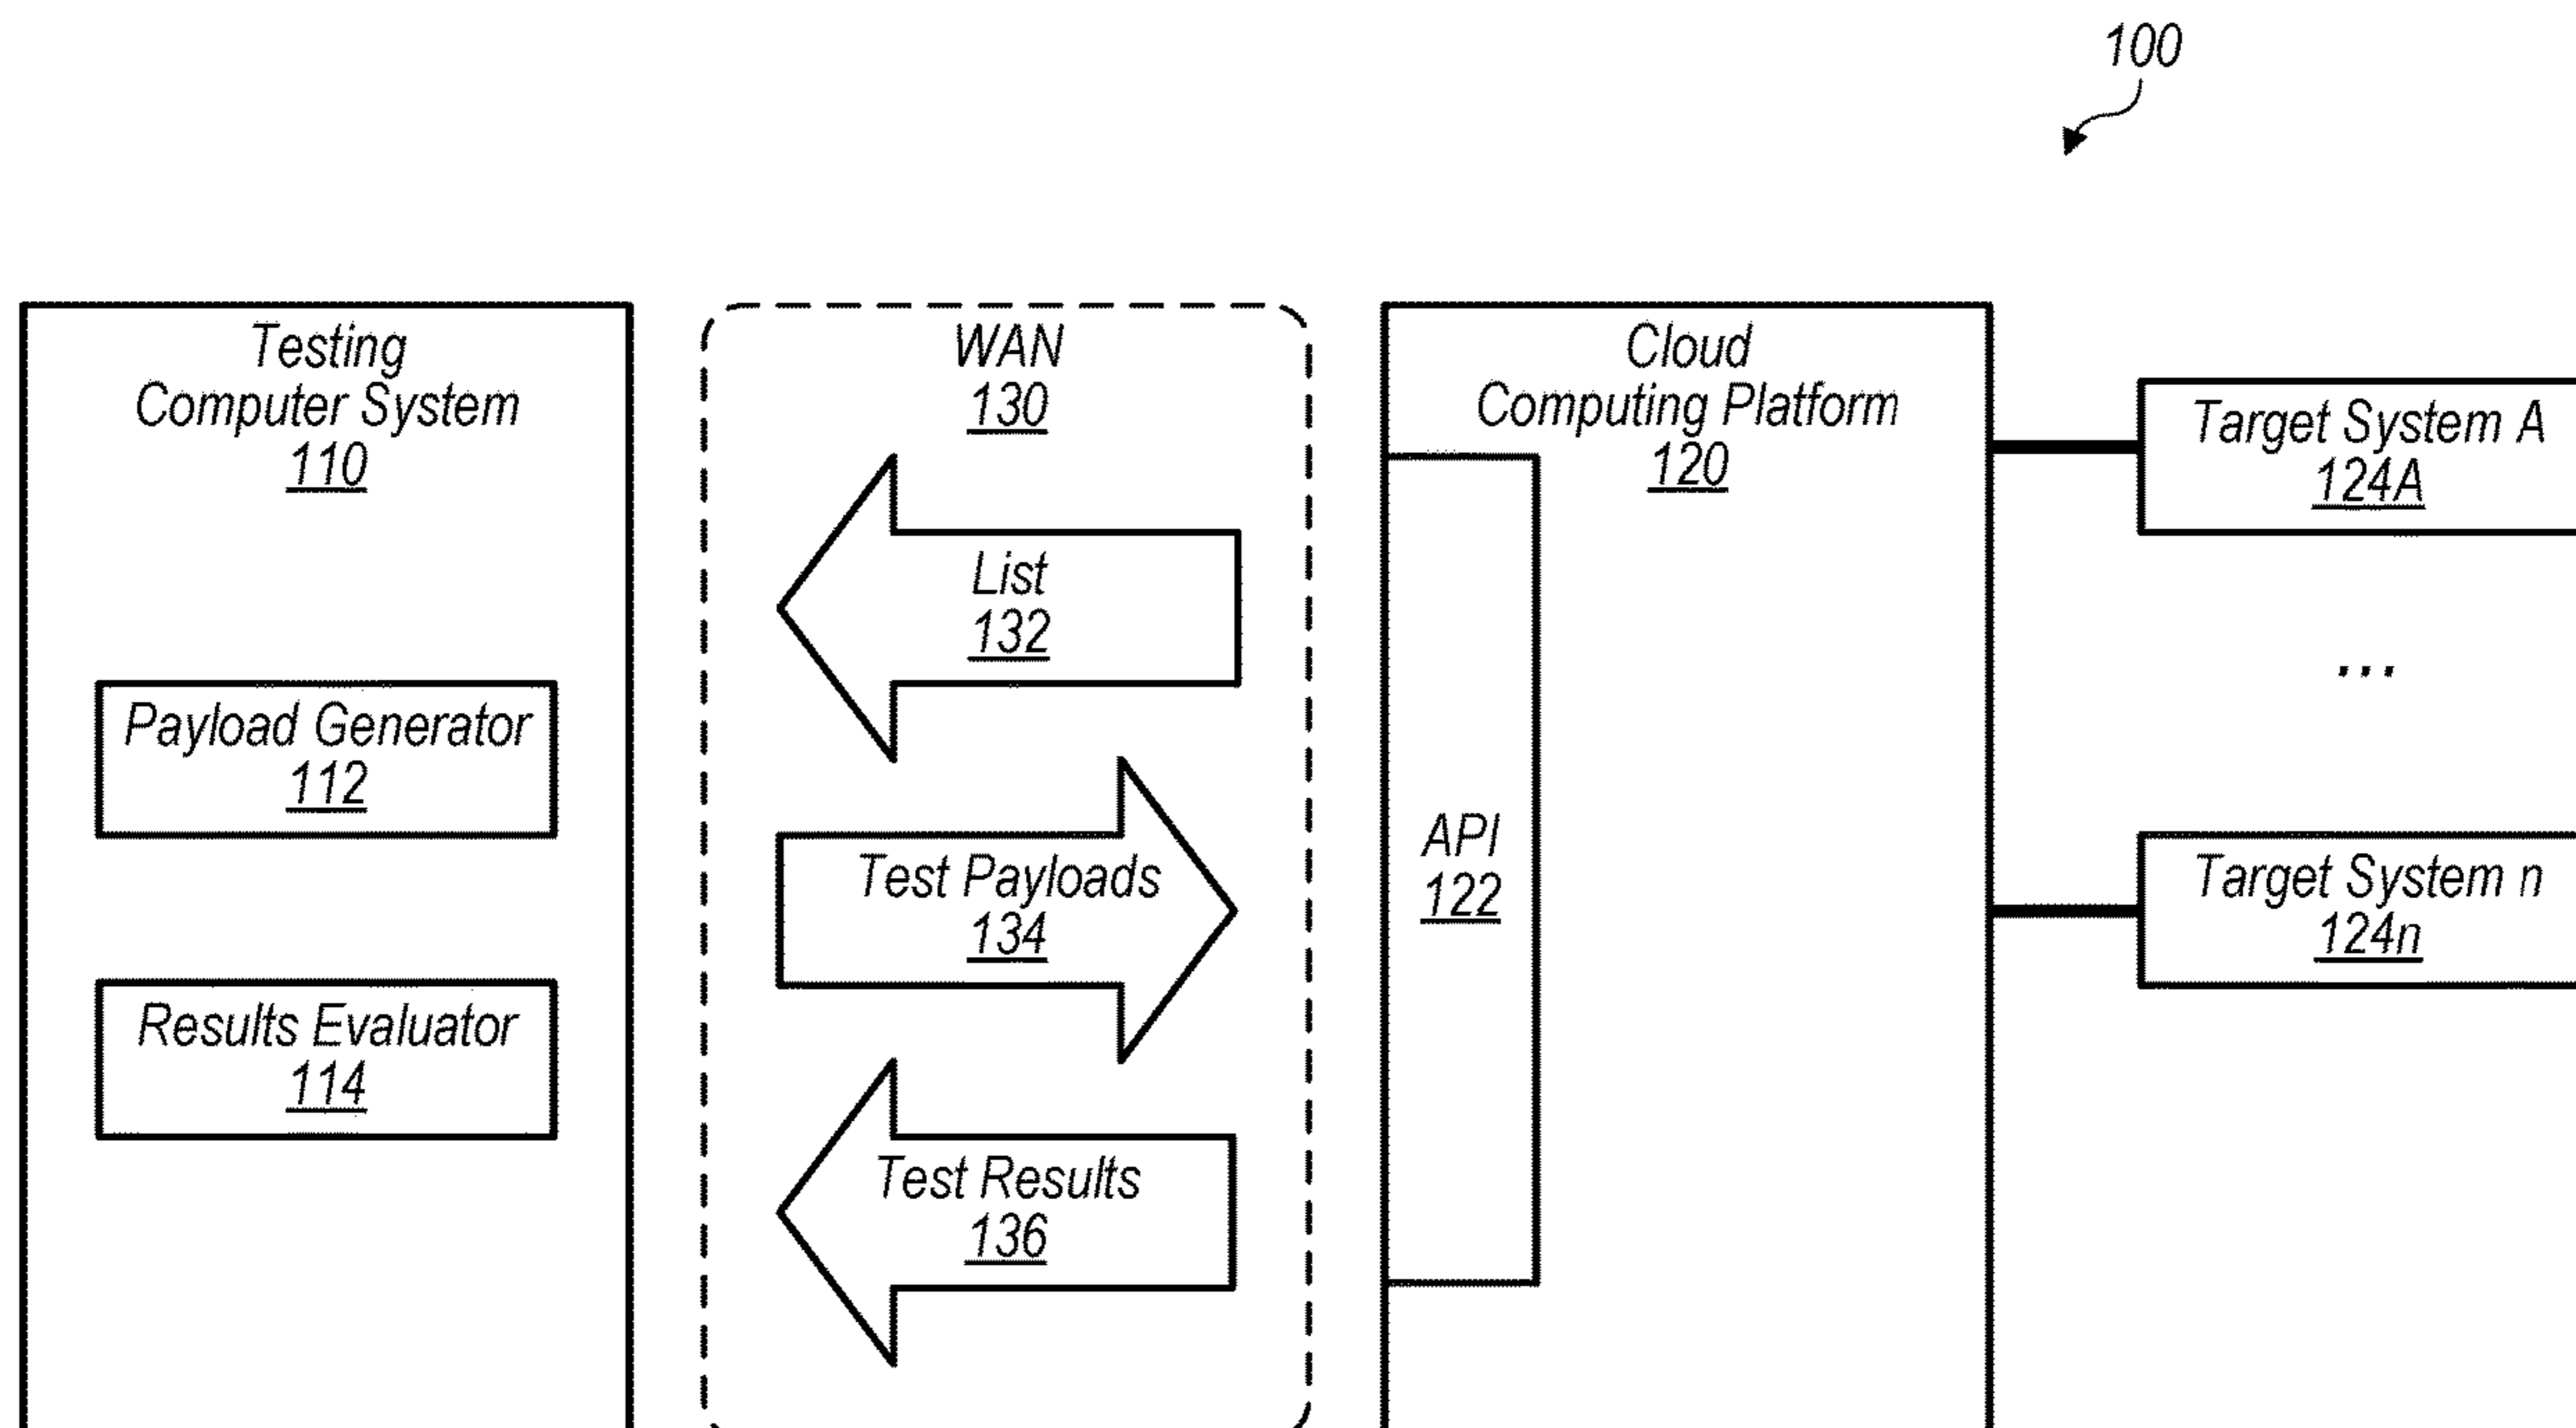 100
Testing
Computer System
110
Payload Generator
112
Results Evaluator
114
WAN
130
List
132
Test Payloads
134
Test Results
136
Cloud
Computing Platform
120
API
122
Target System A
124A
...
Target System n
124n